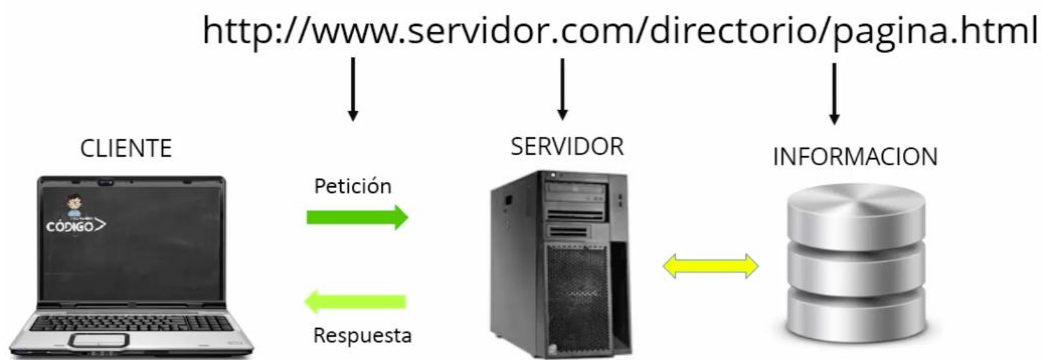 http://www.servidor.com/directorio/pagina.html
CLIENTE
SERVIDOR
INFORMACION
Petición
CÓDIGO
Respuesta